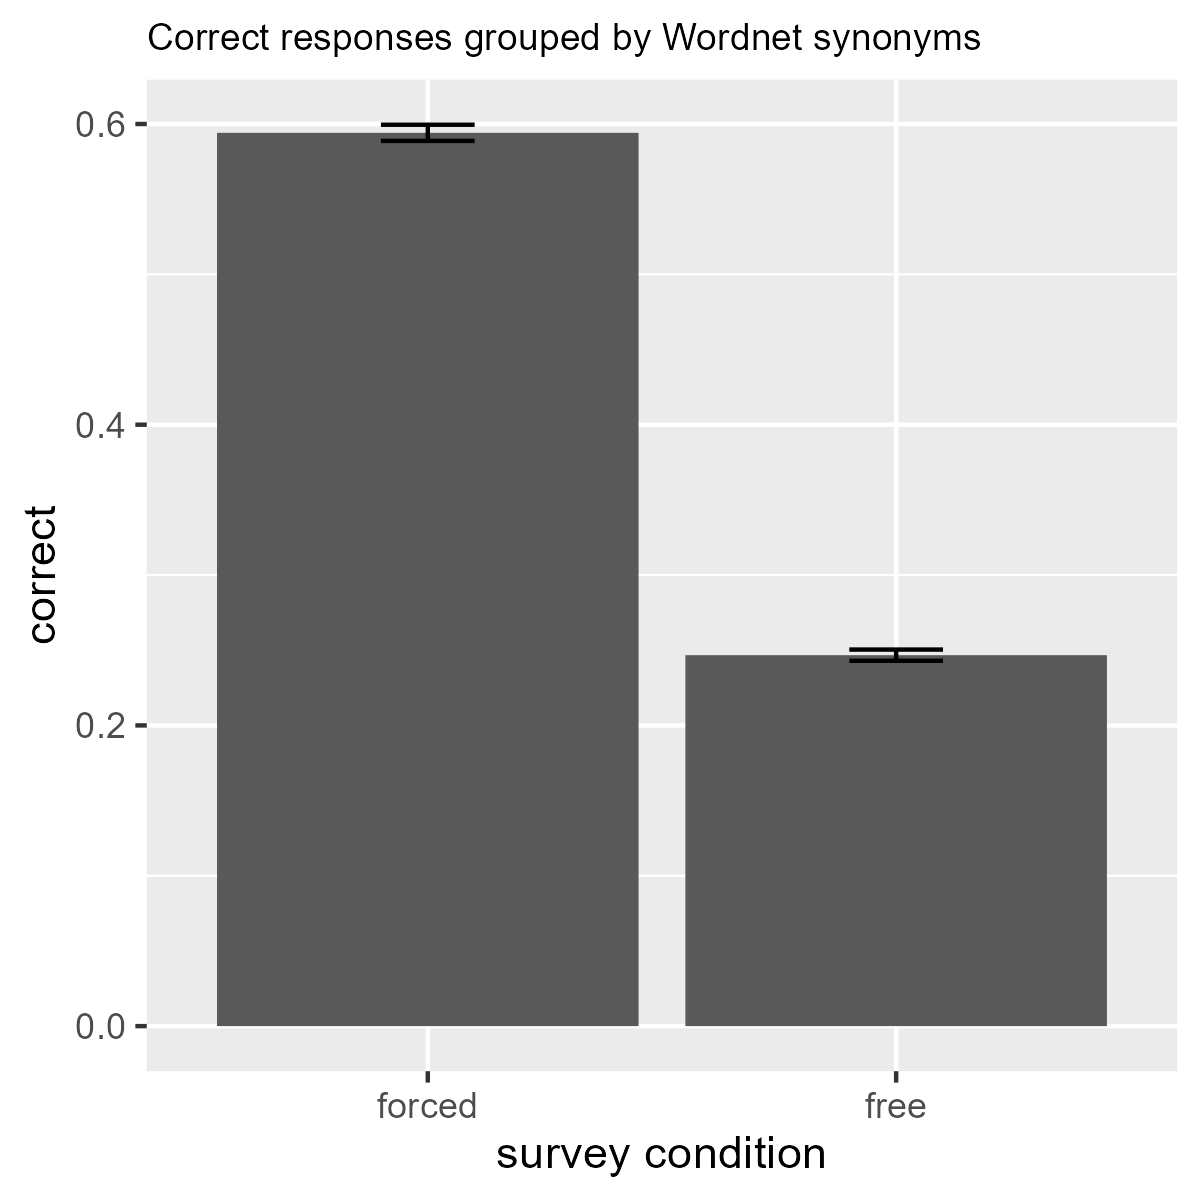 Correct responses grouped by Wordnet synonyms
0.6
0.4
0.2
0.0
correct
forced
free
survey condition